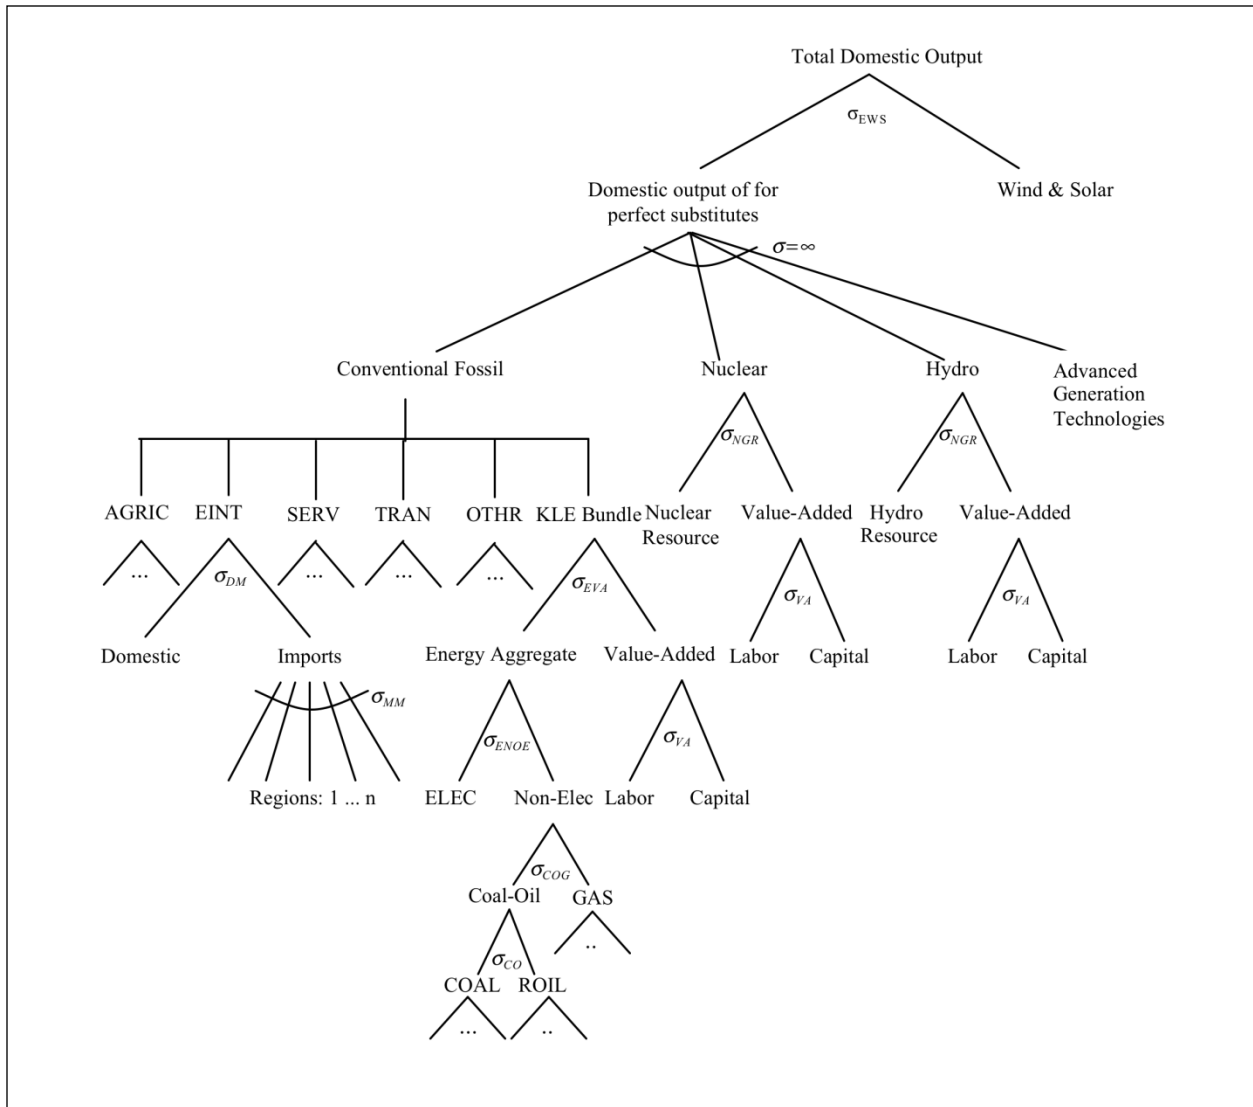 Total Domestic Output
σEWS
Domestic output of for
perfect substitutes
Wind & Solar
σ=∞
Conventional Fossil
Nuclear
Hydro
Advanced
Generation
Technologies
σNGR
σNGR
AGRIC
EINT
SERV
TRAN
OTHR
KLE Bundle
Nuclear
Resource
Value-Added
Hydro
Resource
Value-Added
...
σDM
...
...
...
σEVA
σVA
σVA
Domestic
Imports
Energy Aggregate
Value-Added
Labor
Capital
Labor
Capital
σMM
σENOE
σVA
Regions: 1 ... n
ELEC
Non-Elec
Labor
Capital
σCOG
Coal-Oil
GAS
..
σCO
COAL
ROIL
...
..